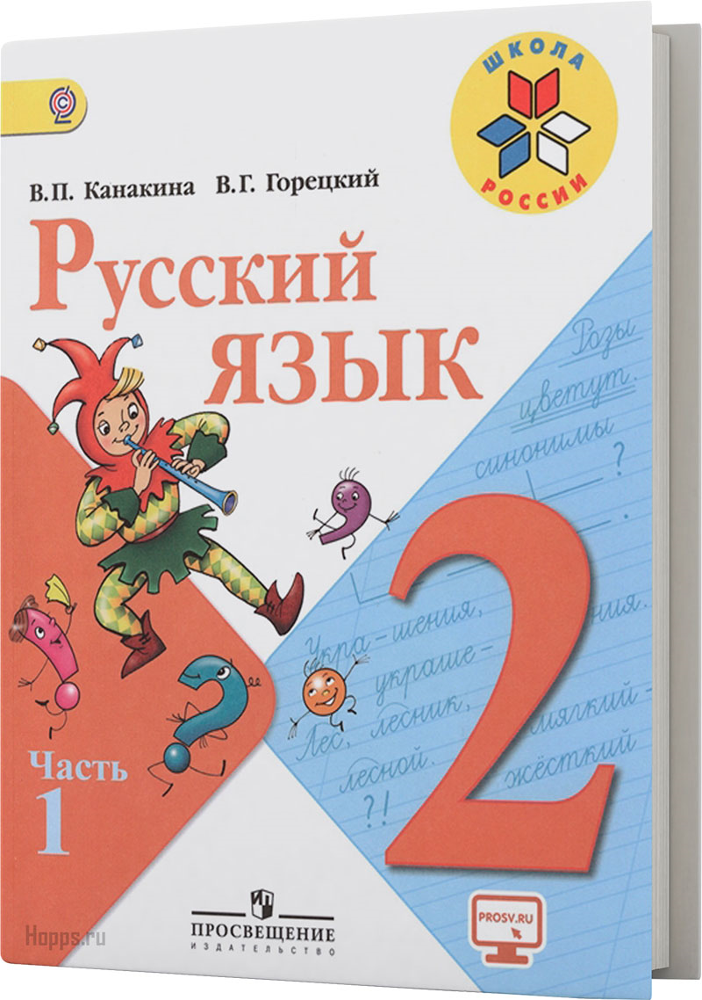 ШКОЛА
РОССИИ
В.П. Канакина В.Г. Горецкий
Русский
язык
Розы
цветут.
синонимы
?
Укра-шения,
ния.
украше-
Лес, лесник,
мягкий-
лесной.
жёсткий
?!
2
Часть
1
ПРОСВЕЩЕНИЕ
ИЗДАТЕЛЬСТВО
PROSV.RU
Hopps.ru